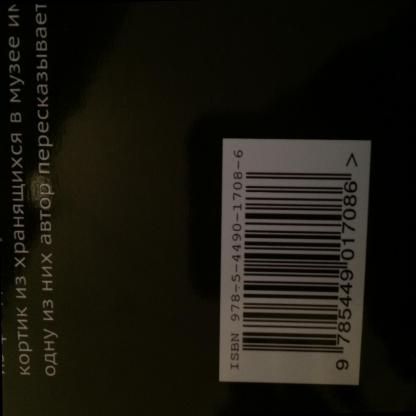 кортик из хранящихся в музее
одну из них автор пересказывает
ISBN 978-5-4490-1708-6
9 785449 017086 >